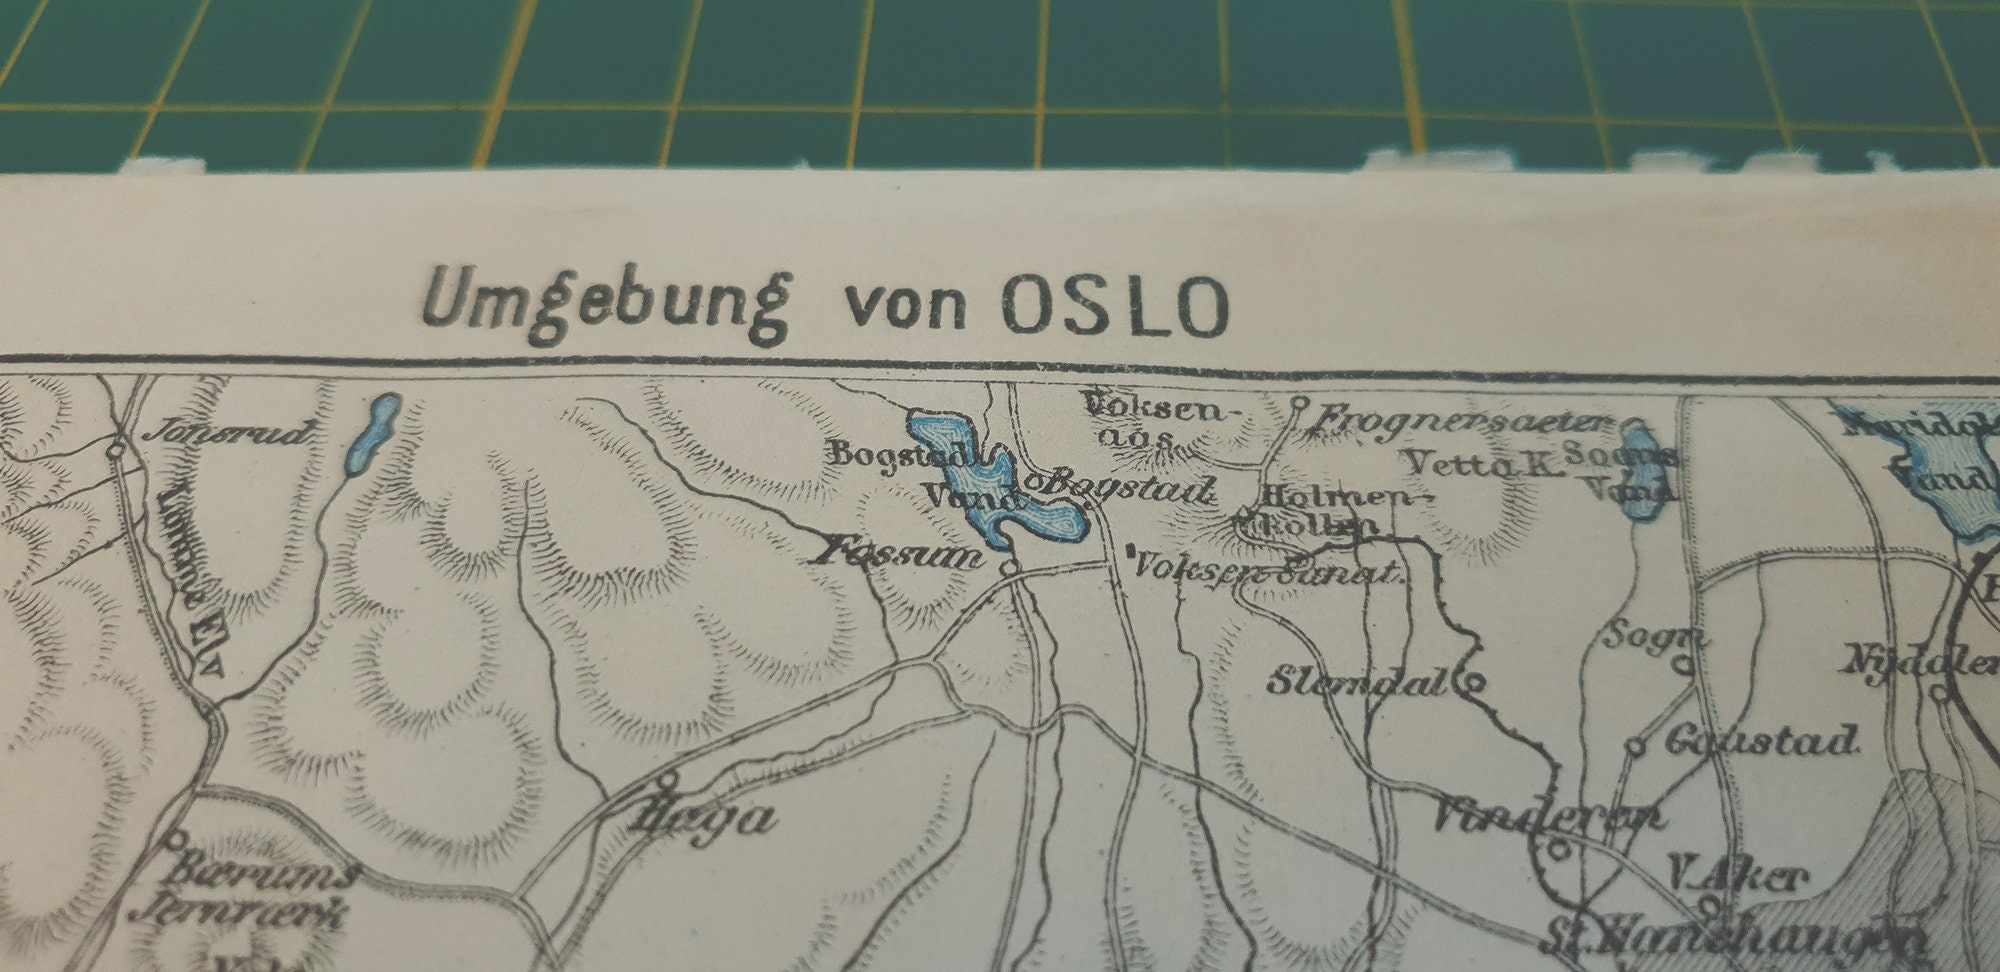 Umgebung von OSLO
Jonsrud
Voksen-
aas
Frognersaeter
Bogstad
Vand
Bogstad
Vetta K.
Sogns
Vand
Vand
Holmen-
kollen
Fossum
Voksen Sanat.
Sogn
Slemdal
Gaustad
Haga
Vinderen
V. Aker
Bærums
Jernværk
St. Hanshaugen